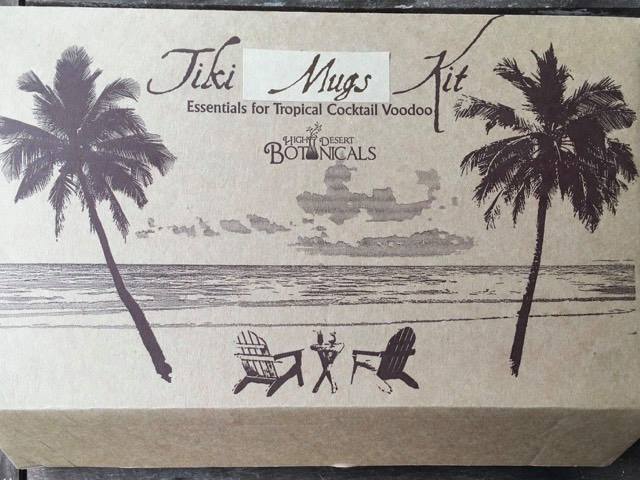 Tiki Mugs Kit
Essentials for Tropical Cocktail Voodoo
HIGH DESERT
BOTANICALS